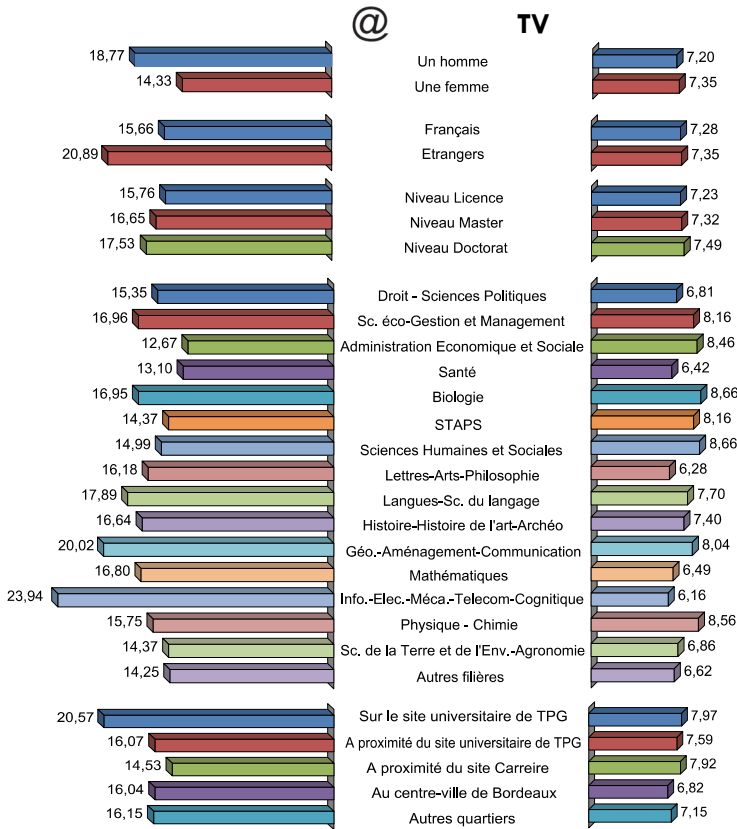 @ TV
18,77 Un homme 7,20
14,33 Une femme 7,35
15,66 Français 7,28
20,89 Etrangers 7,35
15,76 Niveau Licence 7,23
16,65 Niveau Master 7,32
17,53 Niveau Doctorat 7,49
15,35 Droit - Sciences Politiques 6,81
16,96 Sc. éco-Gestion et Management 8,16
12,67 Administration Economique et Sociale 8,46
13,10 Santé 6,42
16,95 Biologie 8,66
14,37 STAPS 8,16
14,99 Sciences Humaines et Sociales 8,66
16,18 Lettres-Arts-Philosophie 6,28
17,89 Langues-Sc. du langage 7,70
16,64 Histoire-Histoire de l'art-Archéo 7,40
20,02 Géo.-Aménagement-Communication 8,04
16,80 Mathématiques 6,49
23,94 Info.-Elec.-Méca.-Telecom-Cognitique 6,16
15,75 Physique - Chimie 8,56
14,37 Sc. de la Terre et de l'Env.-Agronomie 6,86
14,25 Autres filières 6,62
20,57 Sur le site universitaire de TPG 7,97
16,07 A proximité du site universitaire de TPG 7,59
14,53 A proximité du site Carreire 7,92
16,04 Au centre-ville de Bordeaux 6,82
16,15 Autres quartiers 7,15